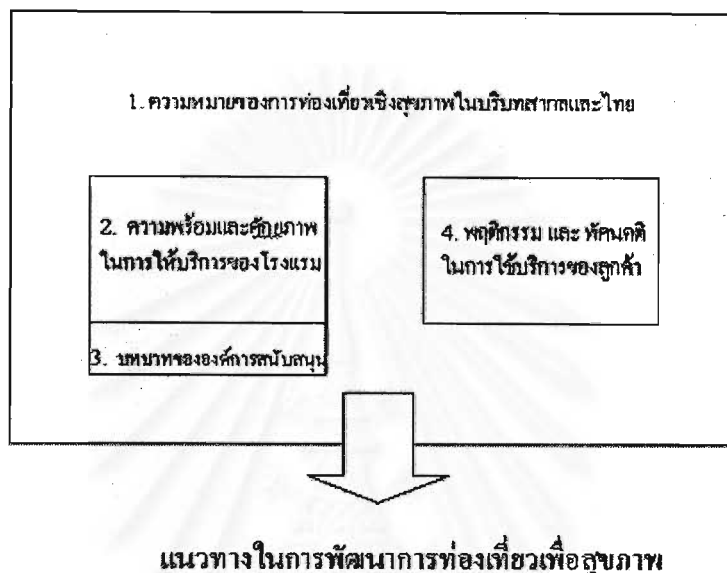 1. ความหมายของการท่องเที่ยวเชิงสุขภาพในบริบทสากลและไทย
2. ความพร้อมและศักยภาพ
ในการให้บริการของโรงแรม
3. บทบาทขององค์การสนับสนุน
4. พฤติกรรม และ ทัศนคติ
ในการใช้บริการของลูกค้า
แนวทางในการพัฒนาการท่องเที่ยวเพื่อสุขภาพ